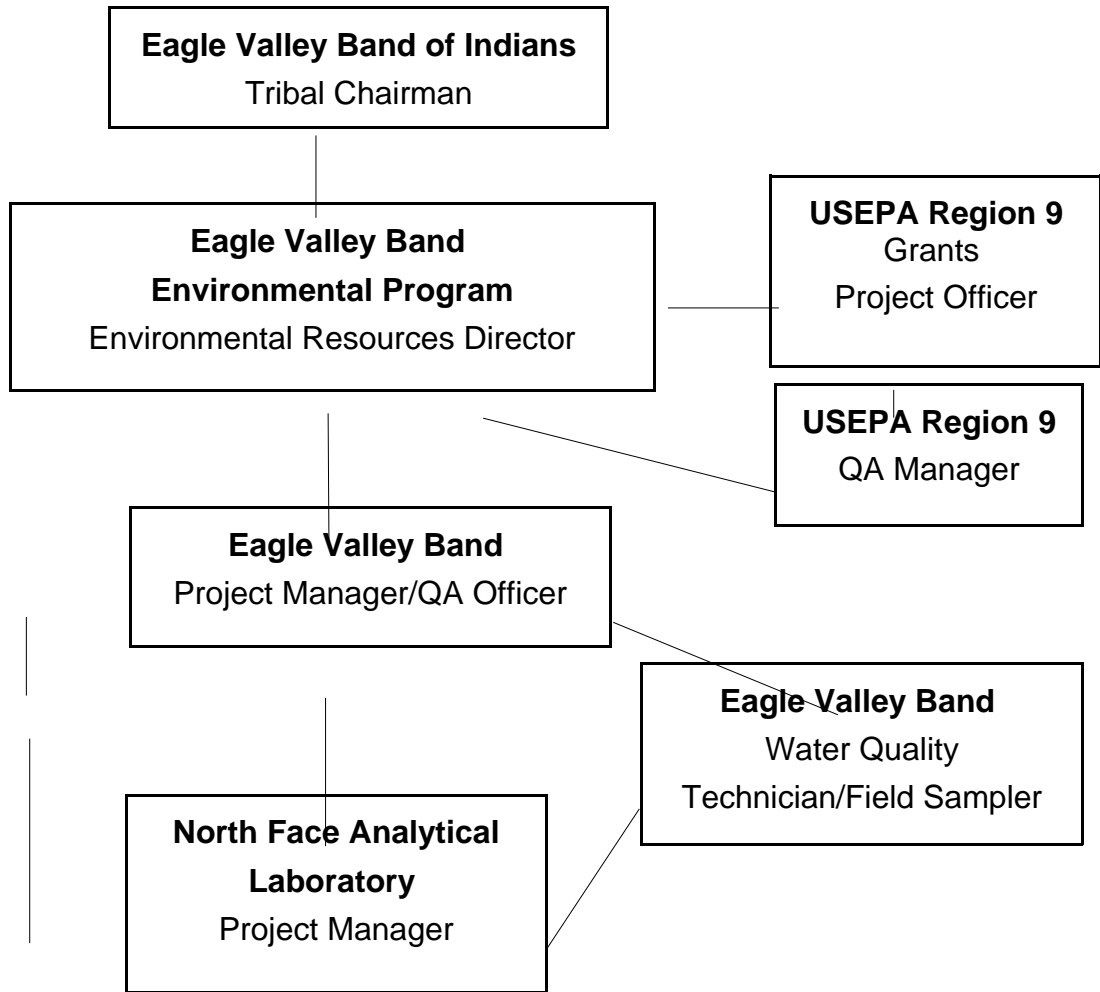 Eagle Valley Band of Indians
Tribal Chairman
Eagle Valley Band
Environmental Program
Environmental Resources Director
USEPA Region 9
Grants
Project Officer
USEPA Region 9
QA Manager
Eagle Valley Band
Project Manager/QA Officer
Eagle Valley Band
Water Quality
Technician/Field Sampler
North Face Analytical
Laboratory
Project Manager